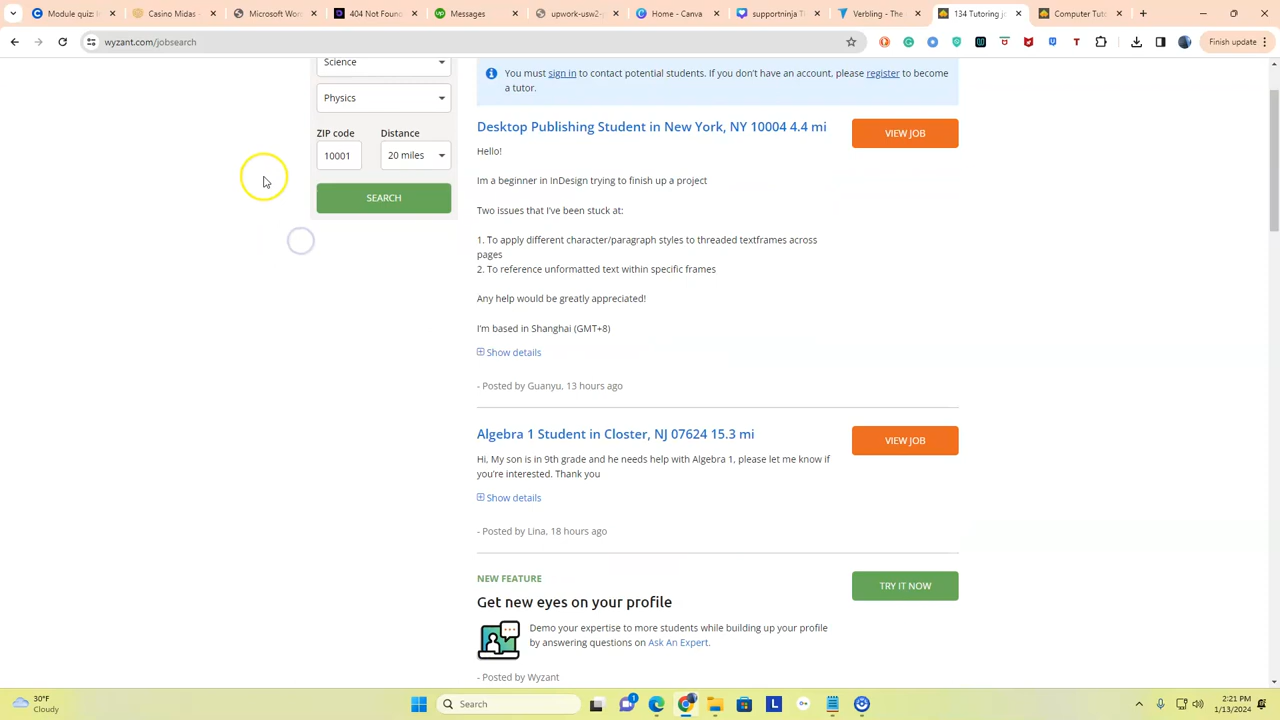 Module quiz: I
Casino Midas
Microsoft Wor
404 Not Foun
Messages
upwork-usw2-
Home – Canva
supportninja T
Verbling - The
134 Tutoring j
Computer Tut
wyzant.com/jobsearch
Finish update
Science
Physics
ZIP code
Distance
10001
20 miles
SEARCH
You must sign in to contact potential students. If you don't have an account, please register to become
a tutor.
Desktop Publishing Student in New York, NY 10004 4.4 mi
VIEW JOB
Hello!
Im a beginner in InDesign trying to finish up a project
Two issues that I've been stuck at:
1. To apply different character/paragraph styles to threaded textframes across
pages
2. To reference unformatted text within specific frames
Any help would be greatly appreciated!
I'm based in Shanghai (GMT+8)
Show details
- Posted by Guanyu, 13 hours ago
Algebra 1 Student in Closter, NJ 07624 15.3 mi
VIEW JOB
Hi, My son is in 9th grade and he needs help with Algebra 1, please let me know if
you're interested. Thank you
Show details
- Posted by Lina, 18 hours ago
NEW FEATURE
TRY IT NOW
Get new eyes on your profile
Demo your expertise to more students while building up your profile
by answering questions on Ask An Expert.
- Posted by Wyzant
30°F
Cloudy
Search
2:21 PM
1/13/2024